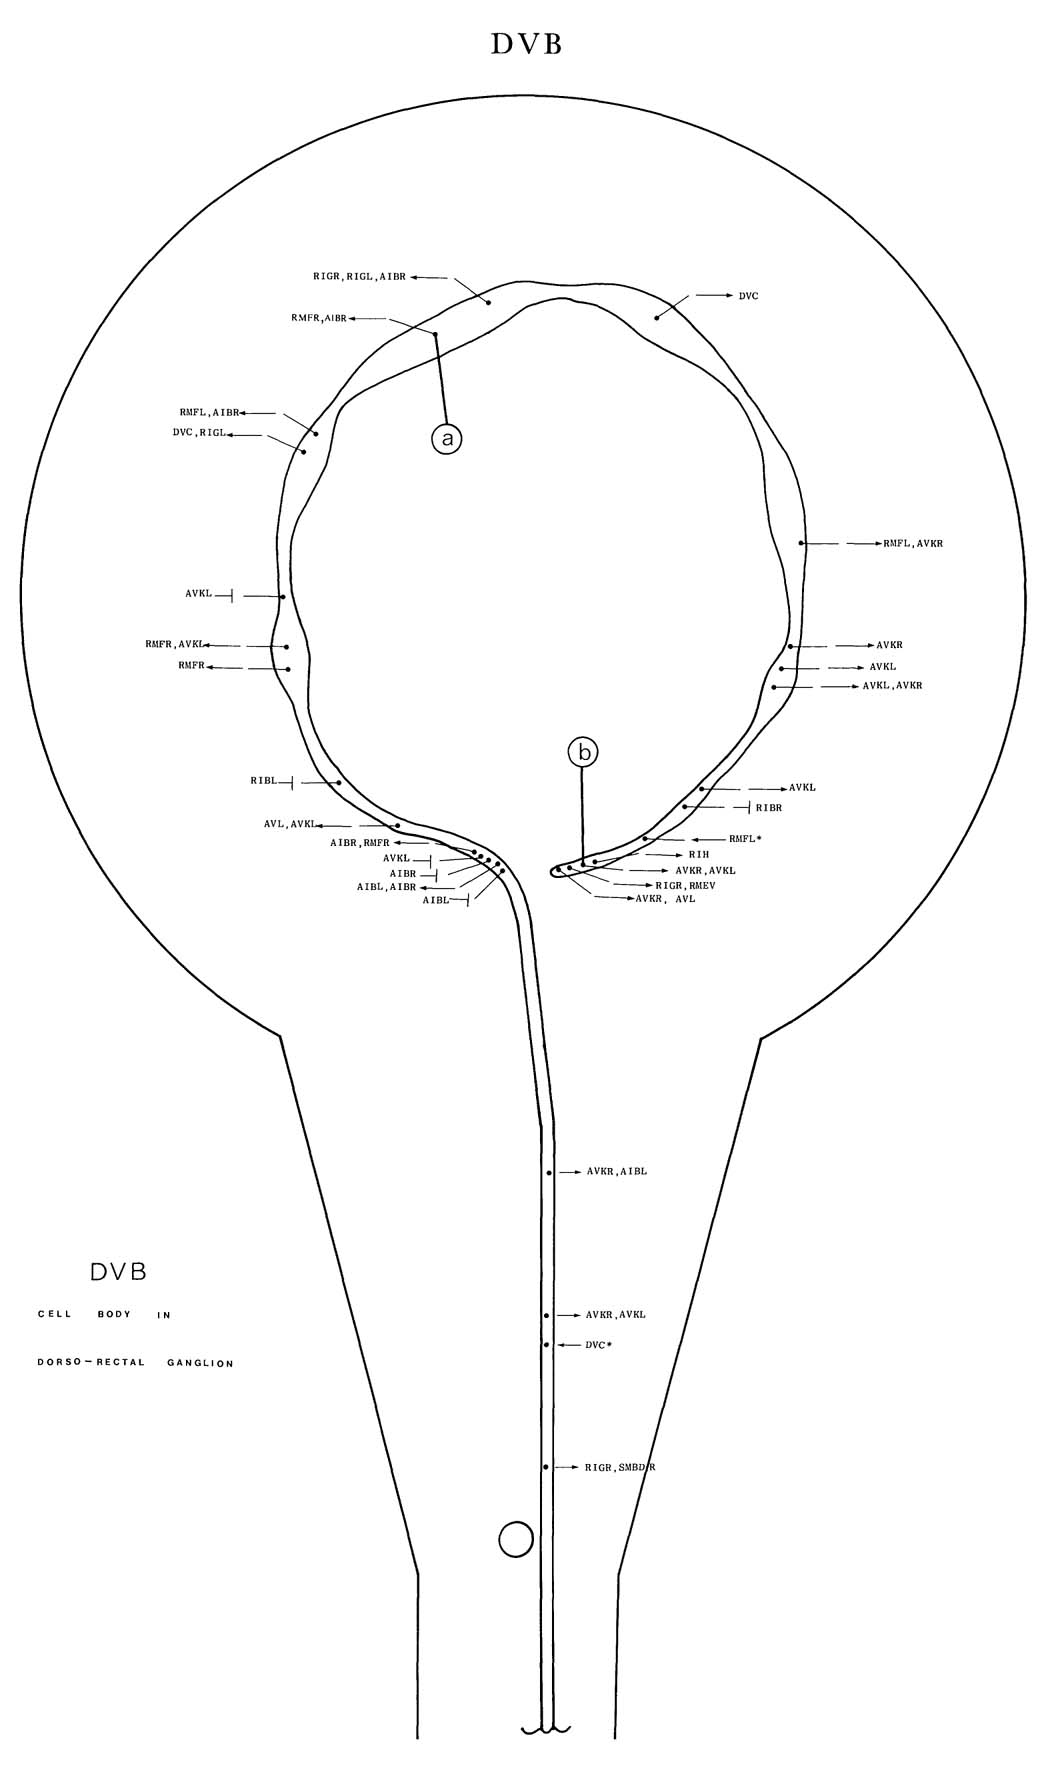 DVB
RIGR,RIGL,AIBR
DVC
RMFR,AIBR
RMFL,AIBR
DVC,RIGL
a
RMFL,AVKR
AVKL
RMFR,AVKL
AVKR
RMFR
AVKL
AVKL,AVKR
b
RIBL
AVKL
RIBR
AVL,AVKL
RMFL*
AIBR,RMFR
RIH
AVKL
AVKR,AVKL
AIBR
RIGR,RMEV
AIBL,AIBR
AVKR, AVL
AIBL
AVKR,AIBL
DVB
CELL BODY IN
AVKR,AVKL
DVC*
DORSO-RECTAL GANGLION
RIGR,SMBDR